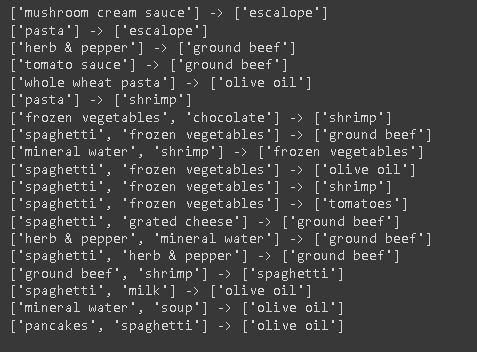 ['mushroom cream sauce'] -> ['escalope']
['pasta'] -> ['escalope']
['herb & pepper'] -> ['ground beef']
['tomato sauce'] -> ['ground beef']
['whole wheat pasta'] -> ['olive oil']
['pasta'] -> ['shrimp']
['frozen vegetables', 'chocolate'] -> ['shrimp']
['spaghetti', 'frozen vegetables'] -> ['ground beef']
['mineral water', 'shrimp'] -> ['frozen vegetables']
['spaghetti', 'frozen vegetables'] -> ['olive oil']
['spaghetti', 'frozen vegetables'] -> ['shrimp']
['spaghetti', 'frozen vegetables'] -> ['tomatoes']
['spaghetti', 'grated cheese'] -> ['ground beef']
['herb & pepper', 'mineral water'] -> ['ground beef']
['spaghetti', 'herb & pepper'] -> ['ground beef']
['ground beef', 'shrimp'] -> ['spaghetti']
['spaghetti', 'milk'] -> ['olive oil']
['mineral water', 'soup'] -> ['olive oil']
['pancakes', 'spaghetti'] -> ['olive oil']